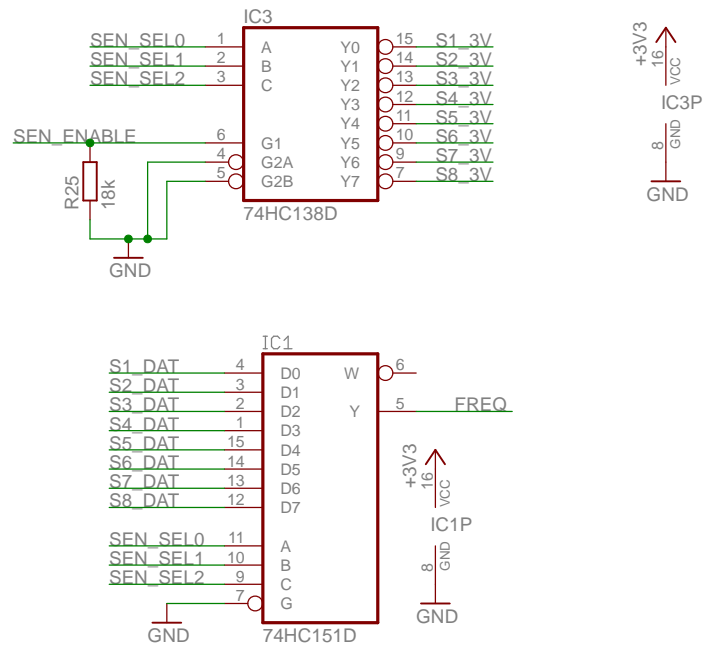 IC3
SEN_SEL0 1 A Y0 15 S1_3V
SEN_SEL1 2 B Y1 14 S2_3V
SEN_SEL2 3 C Y2 13 S3_3V
Y3 12 S4_3V
Y4 11 S5_3V
SEN_ENABLE 6 G1 Y5 10 S6_3V
4 G2A Y6 9 S7_3V
5 G2B Y7 7 S8_3V
74HC138D
R25
18k
GND
+3V3
16
VCC
IC3P
8
GND
GND
IC1
S1_DAT 4 D0 W 6
S2_DAT 3 D1
S3_DAT 2 D2 Y 5 FREQ
S4_DAT 1 D3
S5_DAT 15 D4
S6_DAT 14 D5
S7_DAT 13 D6
S8_DAT 12 D7
SEN_SEL0 11 A
SEN_SEL1 10 B
SEN_SEL2 9 C
7 G
GND
74HC151D
+3V3
16
VCC
IC1P
8
GND
GND